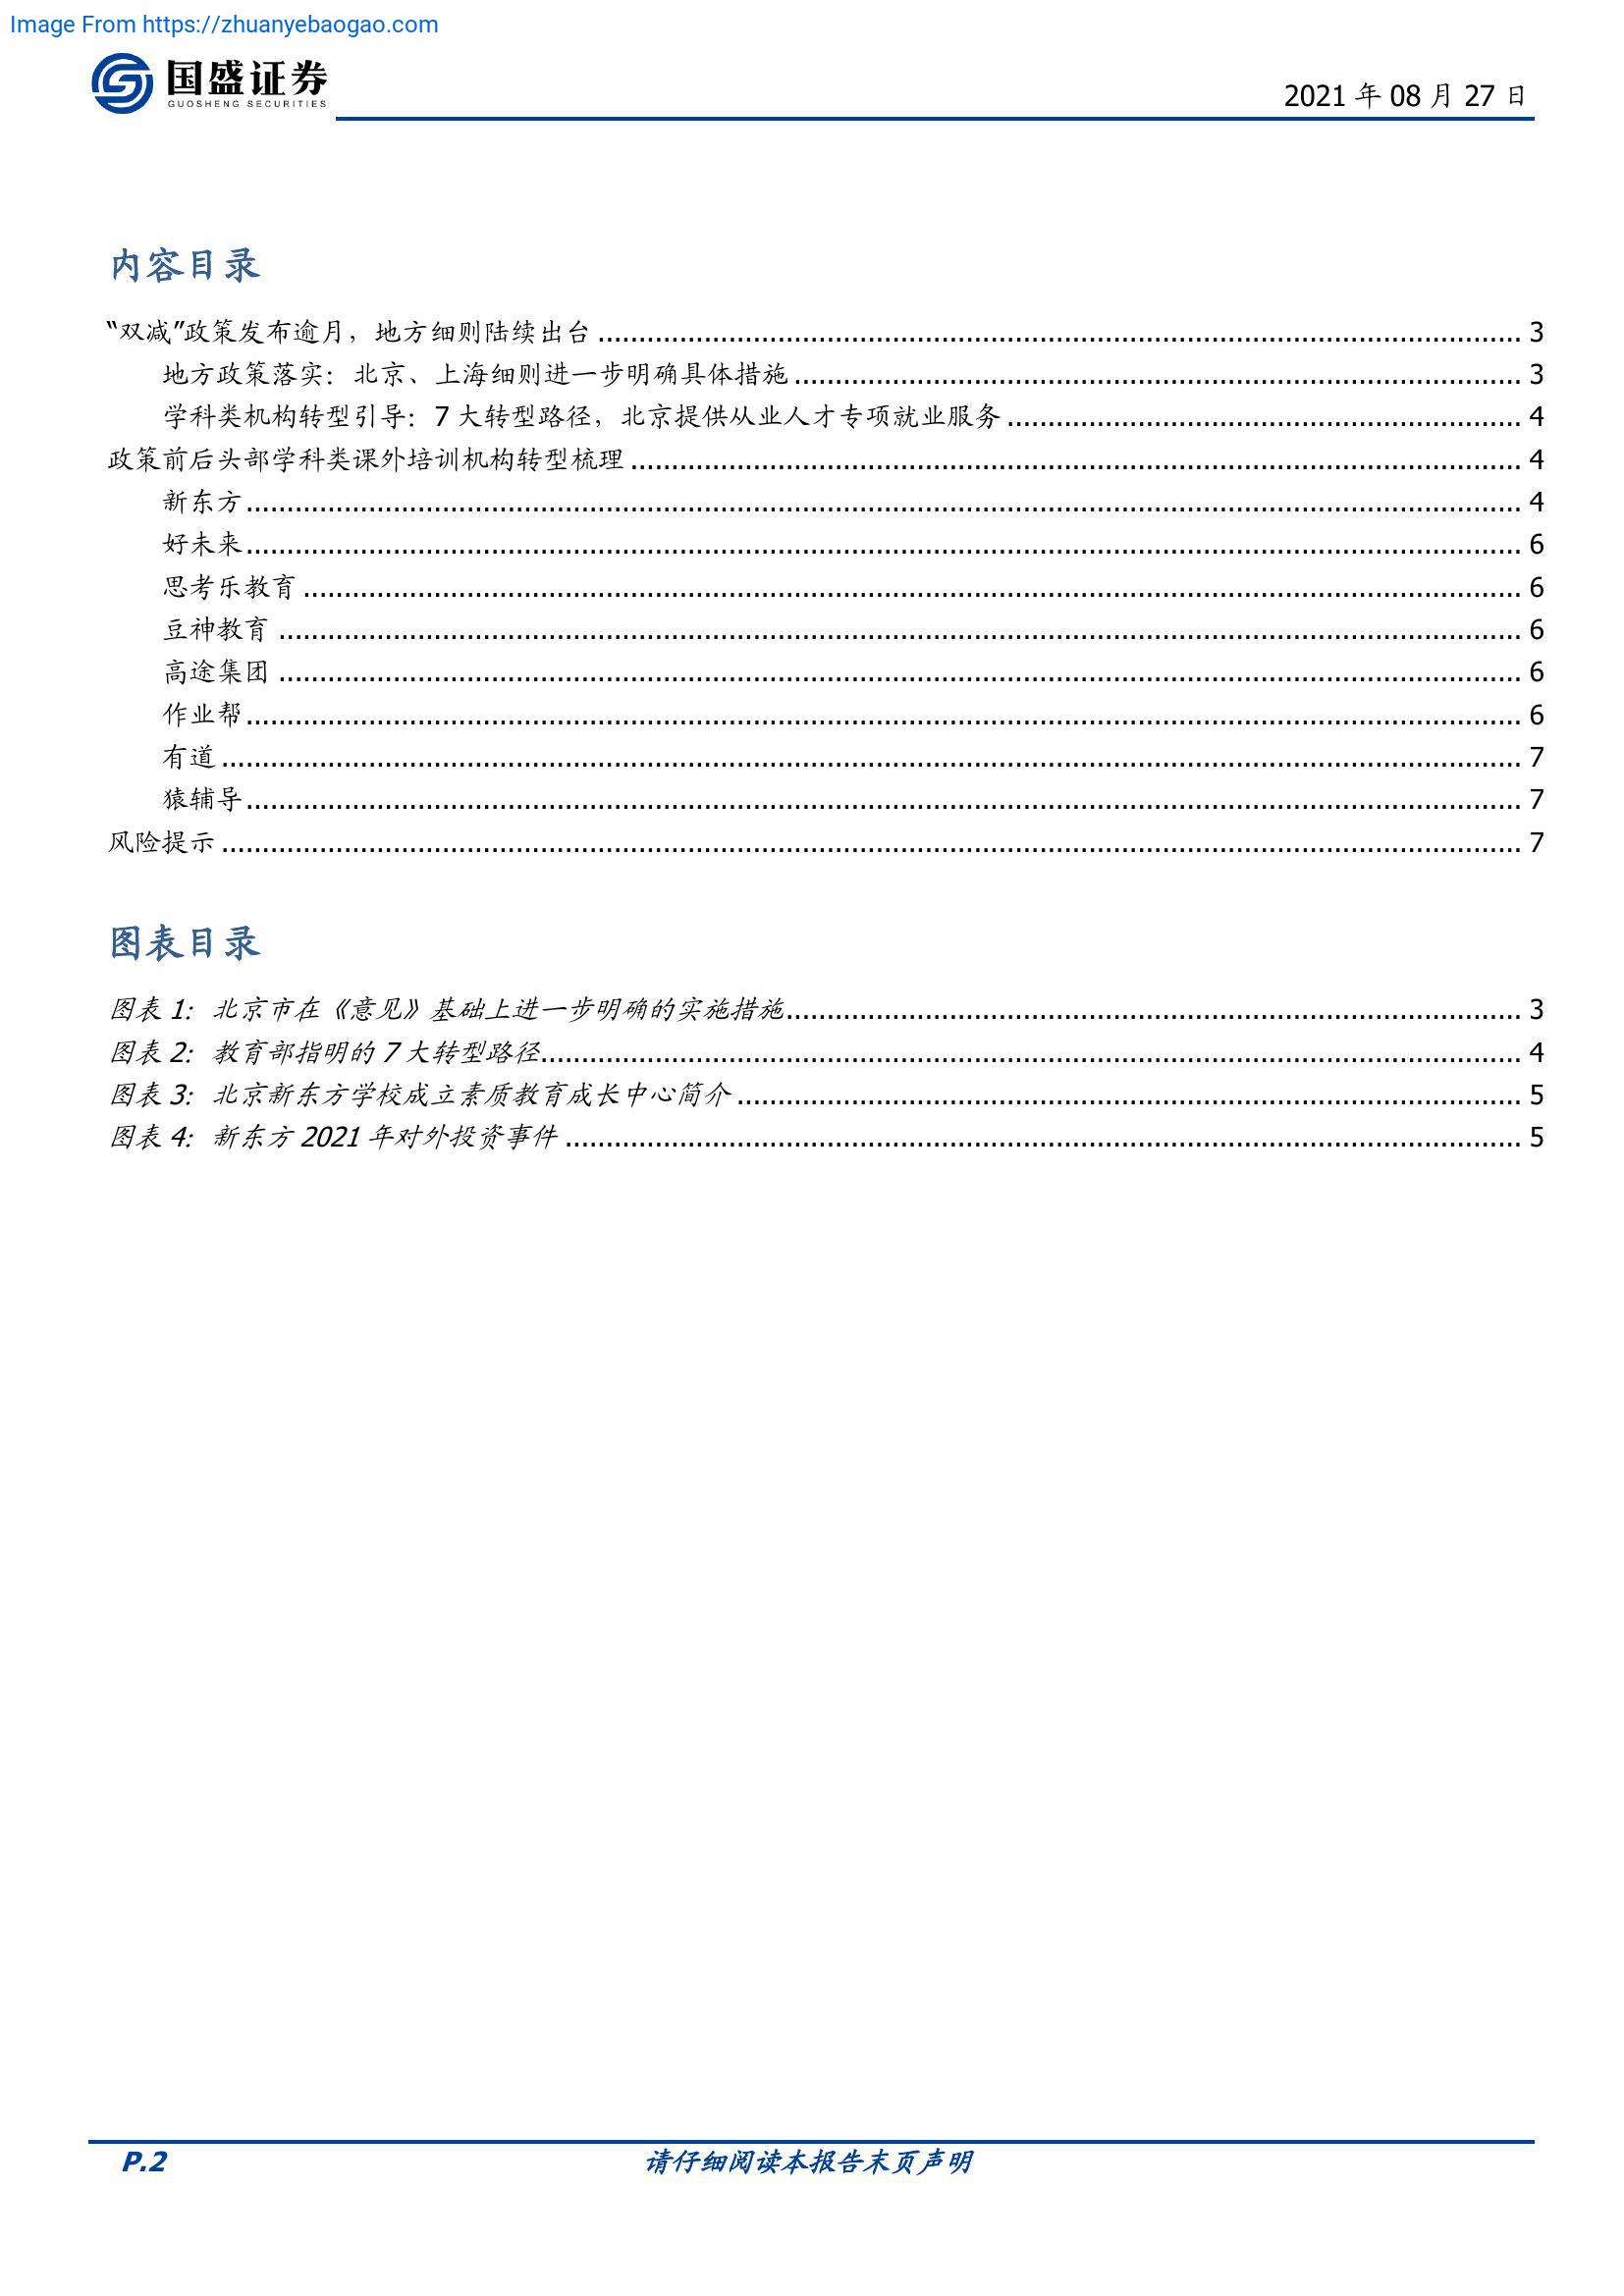 Image From https://zhuanyebaogao.com
国盛证券
GUOSHENG SECURITIES
2021 年 08 月 27 日
内容目录
“双减”政策发布逾月，地方细则陆续出台 3
地方政策落实：北京、上海细则进一步明确具体措施 3
学科类机构转型引导：7 大转型路径，北京提供从业人才专项就业服务 4
政策前后头部学科类课外培训机构转型梳理 4
新东方 4
好未来 6
思考乐教育 6
豆神教育 6
高途集团 6
作业帮 6
有道 7
猿辅导 7
风险提示 7
图表目录
图表 1：北京市在《意见》基础上进一步明确的实施措施 3
图表 2：教育部指明的 7 大转型路径 4
图表 3：北京新东方学校成立素质教育成长中心简介 5
图表 4：新东方 2021 年对外投资事件 5
P.2
请仔细阅读本报告末页声明